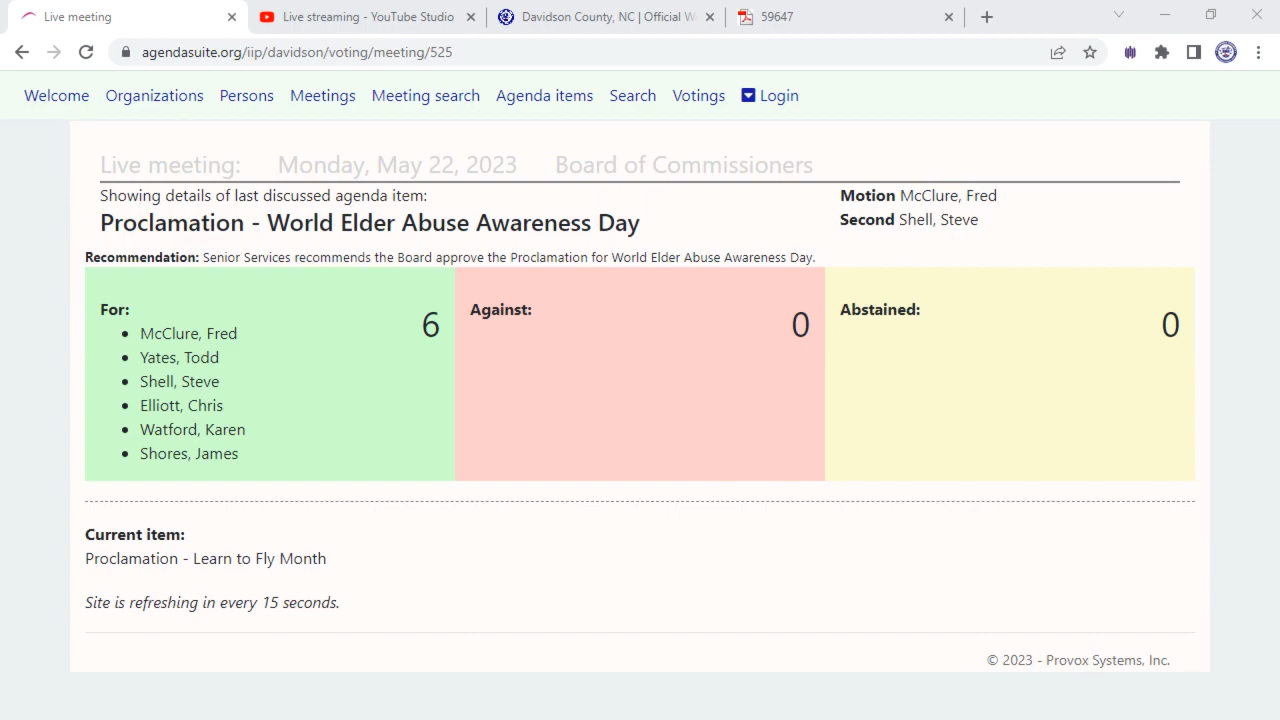 Live meeting
Live streaming - YouTube Studio
Davidson County, NC | Official W
59647
agendasuite.org/iip/davidson/voting/meeting/525
Welcome Organizations Persons Meetings Meeting search Agenda items Search Votings Login
Live meeting: Monday, May 22, 2023 Board of Commissioners
Showing details of last discussed agenda item:
Proclamation - World Elder Abuse Awareness Day
Motion McClure, Fred
Second Shell, Steve
Recommendation: Senior Services recommends the Board approve the Proclamation for World Elder Abuse Awareness Day.
For:
6
McClure, Fred
Yates, Todd
Shell, Steve
Elliott, Chris
Watford, Karen
Shores, James
Against:
0
Abstained:
0
Current item:
Proclamation - Learn to Fly Month
Site is refreshing in every 15 seconds.
© 2023 - Provox Systems, Inc.